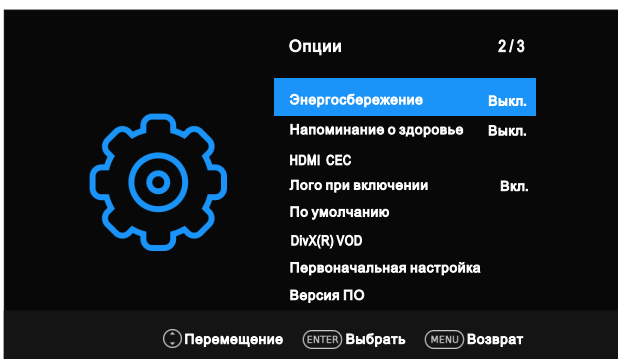 Опции 2/3
Энергосбережение Выкл.
Напоминание о здоровье Выкл.
HDMI CEC
Лого при включении Вкл.
По умолчанию
DivX(R) VOD
Первоначальная настройка
Версия ПО
Перемещение ENTER Выбрать MENU Возврат